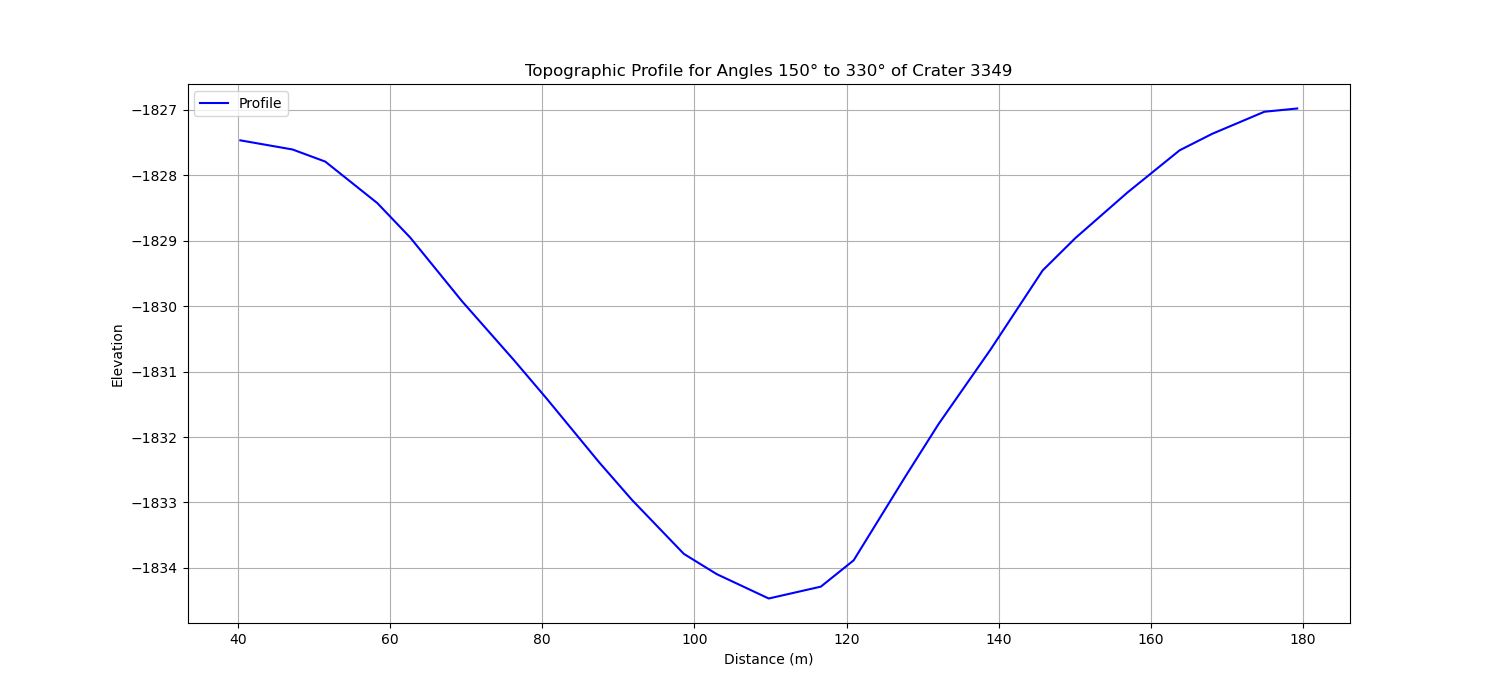 Topographic Profile for Angles 150° to 330° of Crater 3349
Profile
−1827
−1828
−1829
−1830
−1831
−1832
−1833
−1834
Elevation
40 60 80 100 120 140 160 180
Distance (m)